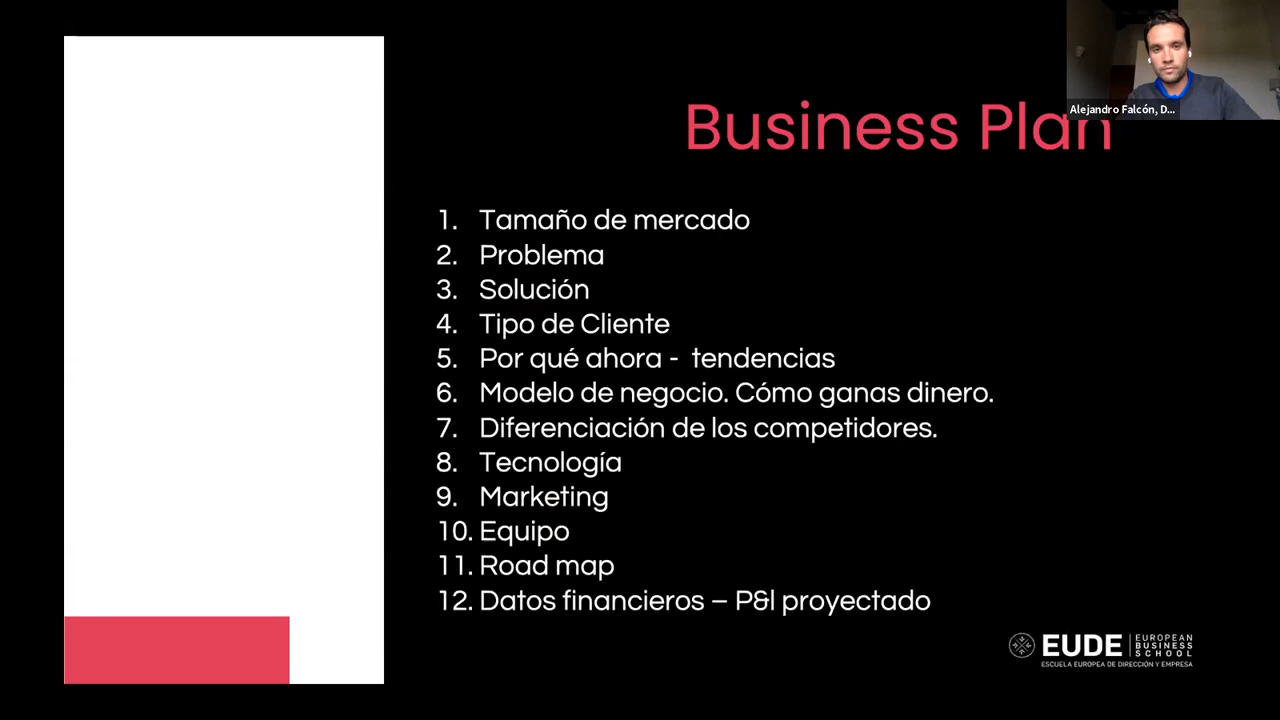 Alejandro Falcón, D...
Business Plan
1. Tamaño de mercado
2. Problema
3. Solución
4. Tipo de Cliente
5. Por qué ahora - tendencias
6. Modelo de negocio. Cómo ganas dinero.
7. Diferenciación de los competidores.
8. Tecnología
9. Marketing
10. Equipo
11. Road map
12. Datos financieros – P&l proyectado
EUDE
EUROPEAN
BUSINESS
SCHOOL
ESCUELA EUROPEA DE DIRECCIÓN Y EMPRESA